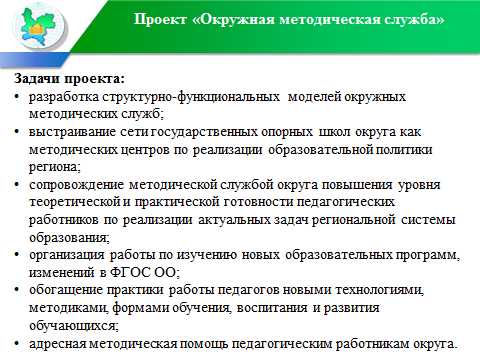 Проект «Окружная методическая служба»
Задачи проекта:
• разработка структурно-функциональных моделей окружных
методических служб;
• выстраивание сети государственных опорных школ округа как
методических центров по реализации образовательной политики
региона;
• сопровождение методической службой округа повышения уровня
теоретической и практической готовности педагогических
работников по реализации актуальных задач региональной системы
образования;
• организация работы по изучению новых образовательных программ,
изменений в ФГОС ОО;
• обогащение практики работы педагогов новыми технологиями,
методиками, формами обучения, воспитания и развития
обучающихся;
• адресная методическая помощь педагогическим работникам округа.